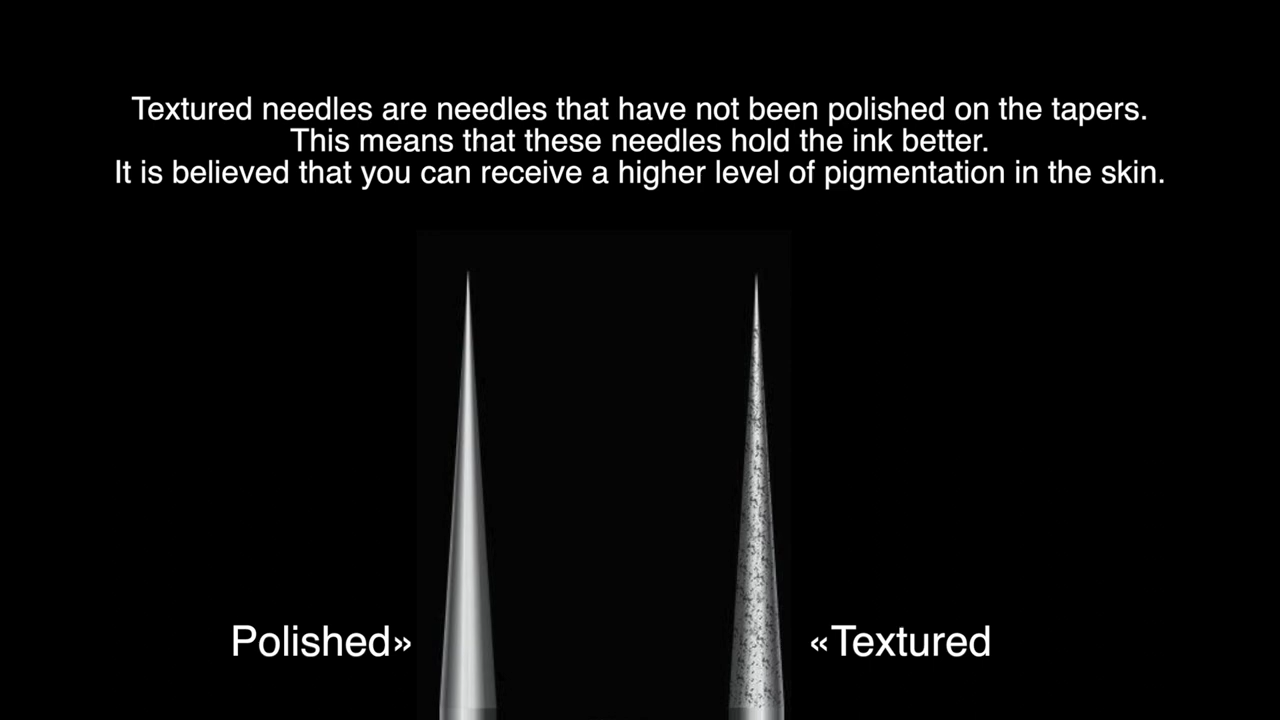 Textured needles are needles that have not been polished on the tapers.
This means that these needles hold the ink better.
It is believed that you can receive a higher level of pigmentation in the skin.
Polished» «Textured